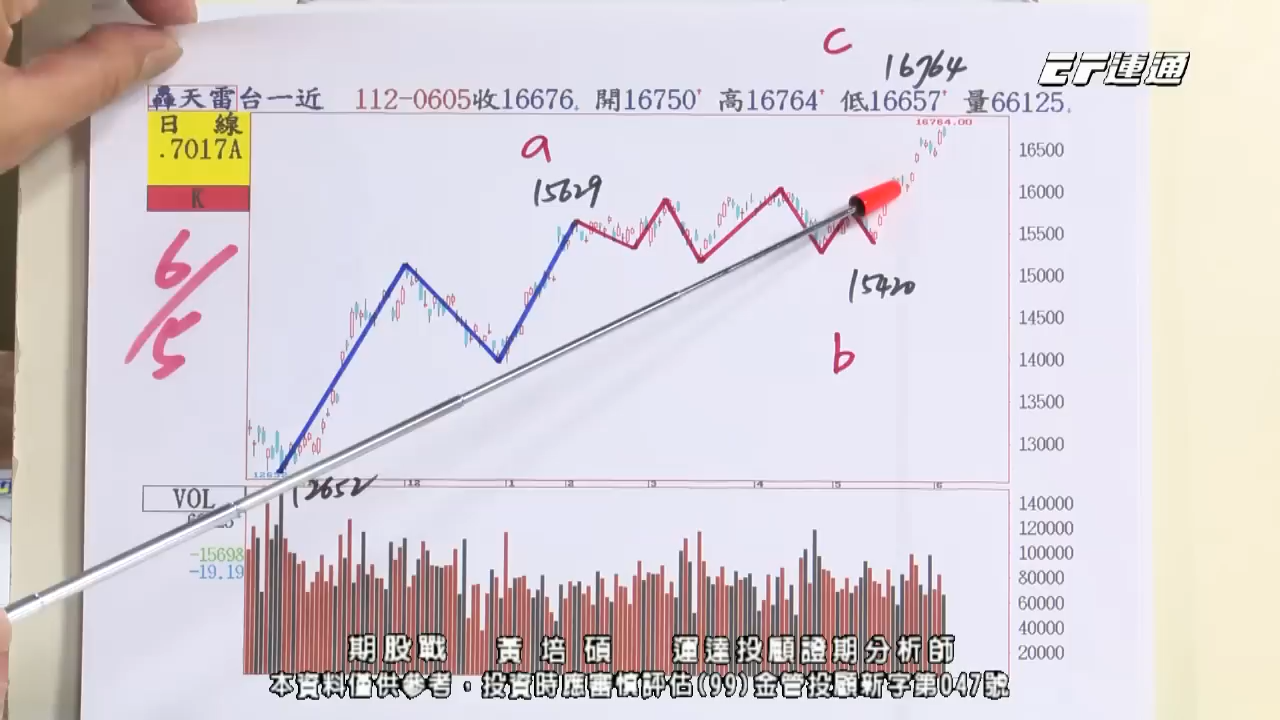 c
16764
運通
轟天雷台一近 112-0605收16676 開16750 高16764 低16657 量66125
日 線
.7017A
K
6/5
a
15629
16764.00
16500
16000
15500
15000
14500
14000
13500
13000
15420
b
12652
12 1 2 3 4 5 6
VOL
-15698
-19.19
140000
120000
100000
80000
60000
40000
20000
期股戰 黃培碩 運達投顧證期分析師
本資料僅供參考，投資時應審慎評估(99)金管投顧新字第047號